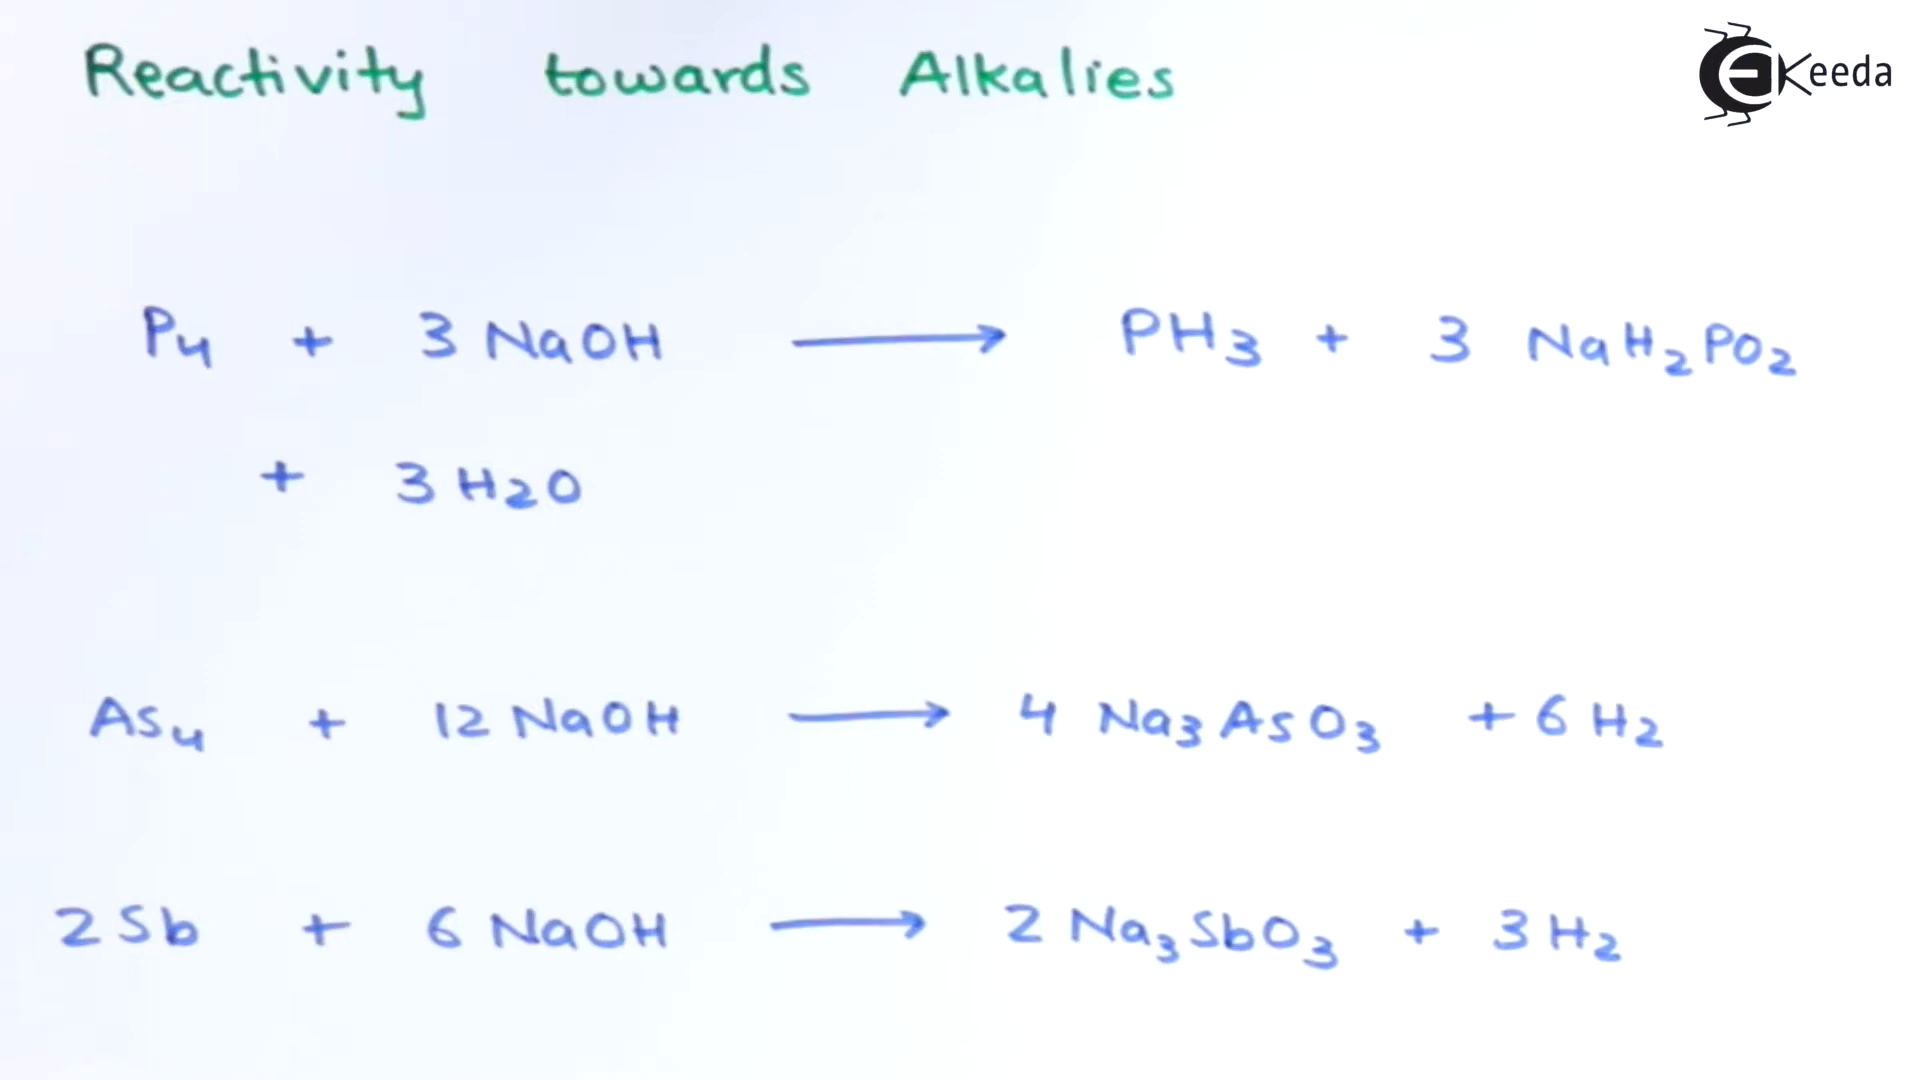 Reactivity towards Alkalies
EKeeda
P4 + 3 NaOH ⟶ PH3 + 3 NaH2PO2
+ 3 H2O
As4 + 12 NaOH ⟶ 4 Na3AsO3 + 6 H2
2 Sb + 6 NaOH ⟶ 2 Na3SbO3 + 3 H2